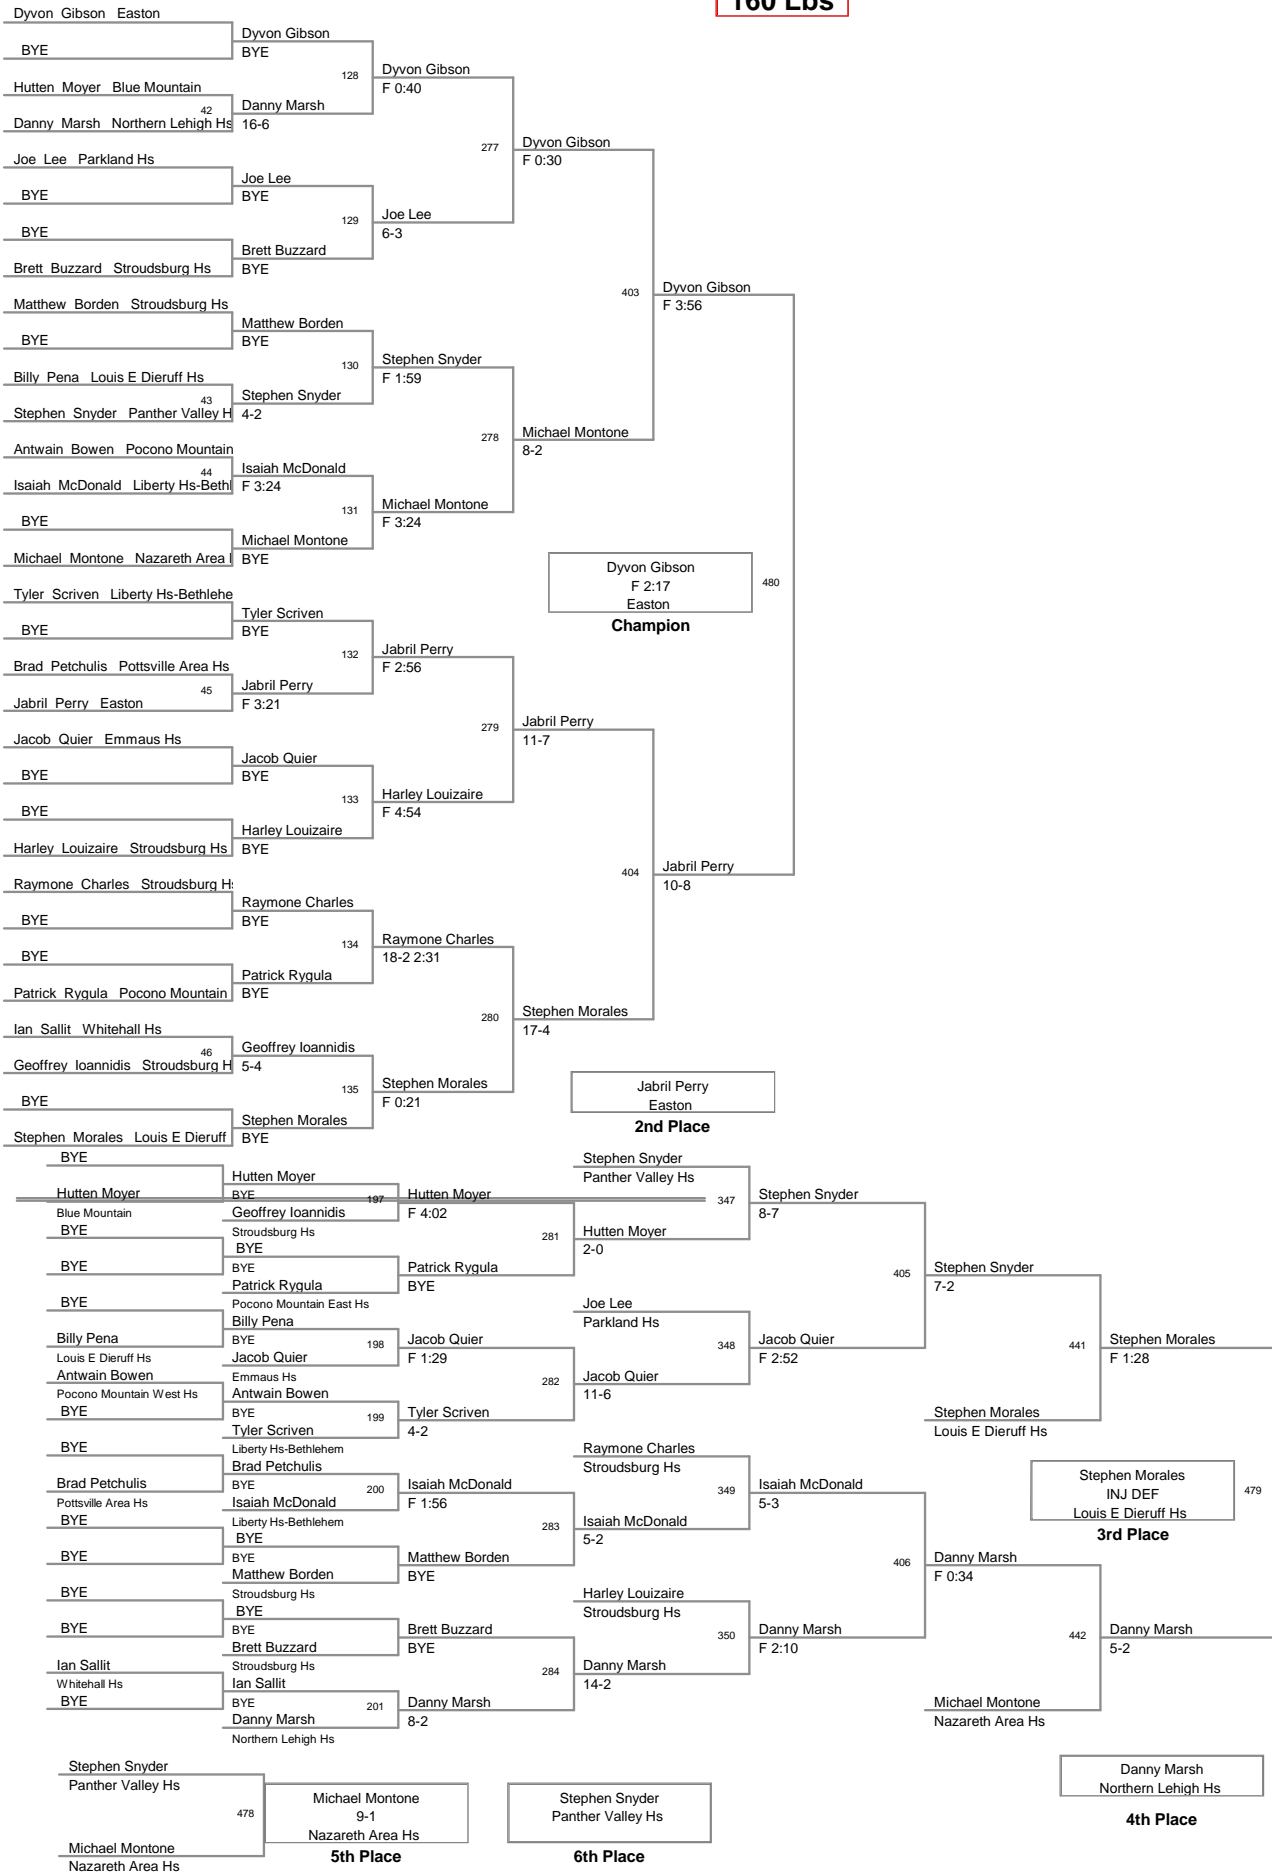 160 Lbs
Dyvon Gibson Easton
Dyvon Gibson
BYE
BYE
128
Dyvon Gibson
F 0:40
Hutten Moyer Blue Mountain
42
Danny Marsh
Danny Marsh Northern Lehigh Hs
16-6
277
Dyvon Gibson
F 0:30
Joe Lee Parkland Hs
Joe Lee
BYE
BYE
129
Joe Lee
6-3
BYE
Brett Buzzard
Brett Buzzard Stroudsburg Hs
BYE
403
Dyvon Gibson
F 3:56
Matthew Borden Stroudsburg Hs
Matthew Borden
BYE
BYE
130
Stephen Snyder
F 1:59
Billy Pena Louis E Dieruff Hs
43
Stephen Snyder
Stephen Snyder Panther Valley H
4-2
278
Michael Montone
8-2
Antwain Bowen Pocono Mountain
44
Isaiah McDonald
Isaiah McDonald Liberty Hs-Bethl
F 3:24
131
Michael Montone
F 3:24
BYE
Michael Montone
Michael Montone Nazareth Area
BYE
Dyvon Gibson
F 2:17
Easton
480
Champion
Tyler Scriven Liberty Hs-Bethlehe
Tyler Scriven
BYE
BYE
132
Jabril Perry
F 2:56
Brad Petchulis Pottsville Area Hs
45
Jabril Perry
Jabril Perry Easton
F 3:21
279
Jabril Perry
11-7
Jacob Quier Emmaus Hs
Jacob Quier
BYE
BYE
133
Harley Louizaire
F 4:54
BYE
Harley Louizaire
Harley Louizaire Stroudsburg Hs
BYE
404
Jabril Perry
10-8
Raymone Charles Stroudsburg H
Raymone Charles
BYE
BYE
134
Raymone Charles
18-2 2:31
BYE
Patrick Rygula
Patrick Rygula Pocono Mountain
BYE
280
Stephen Morales
17-4
Ian Sallit Whitehall Hs
46
Geoffrey Ioannidis
Geoffrey Ioannidis Stroudsburg H
5-4
135
Stephen Morales
F 0:21
BYE
Stephen Morales
Stephen Morales Louis E Dieruff
BYE
Jabril Perry
Easton
2nd Place
BYE
Hutten Moyer
Hutten Moyer
BYE
Blue Mountain
197
Hutten Moyer
F 4:02
Geoffrey Ioannidis
Stroudsburg Hs
BYE
BYE
BYE
BYE
Patrick Rygula
Pocono Mountain East Hs
Patrick Rygula
BYE
281
Hutten Moyer
2-0
Stephen Snyder
Panther Valley Hs
347
Stephen Snyder
8-7
BYE
Billy Pena
Louis E Dieruff Hs
Billy Pena
BYE
198
Jacob Quier
Emmaus Hs
Jacob Quier
F 1:29
Antwain Bowen
Pocono Mountain West Hs
BYE
Antwain Bowen
BYE
199
Tyler Scriven
Liberty Hs-Bethlehem
Tyler Scriven
4-2
282
Jacob Quier
11-6
Joe Lee
Parkland Hs
348
Jacob Quier
F 2:52
405
Stephen Snyder
7-2
441
Stephen Morales
F 1:28
Stephen Morales
Louis E Dieruff Hs
BYE
Brad Petchulis
Pottsville Area Hs
Brad Petchulis
BYE
200
Isaiah McDonald
Liberty Hs-Bethlehem
Isaiah McDonald
F 1:56
BYE
BYE
BYE
BYE
Matthew Borden
Stroudsburg Hs
Matthew Borden
BYE
283
Isaiah McDonald
5-2
Raymone Charles
Stroudsburg Hs
349
Isaiah McDonald
5-3
Stephen Morales
INJ DEF
Louis E Dieruff Hs
479
3rd Place
BYE
BYE
BYE
BYE
Brett Buzzard
Stroudsburg Hs
Brett Buzzard
BYE
Ian Sallit
Whitehall Hs
BYE
Ian Sallit
BYE
201
Danny Marsh
Northern Lehigh Hs
Danny Marsh
8-2
284
Danny Marsh
14-2
Harley Louizaire
Stroudsburg Hs
350
Danny Marsh
F 2:10
406
Danny Marsh
F 0:34
442
Danny Marsh
5-2
Michael Montone
Nazareth Area Hs
Stephen Snyder
Panther Valley Hs
478
Michael Montone
Nazareth Area Hs
Michael Montone
9-1
Nazareth Area Hs
5th Place
Stephen Snyder
Panther Valley Hs
6th Place
Danny Marsh
Northern Lehigh Hs
4th Place